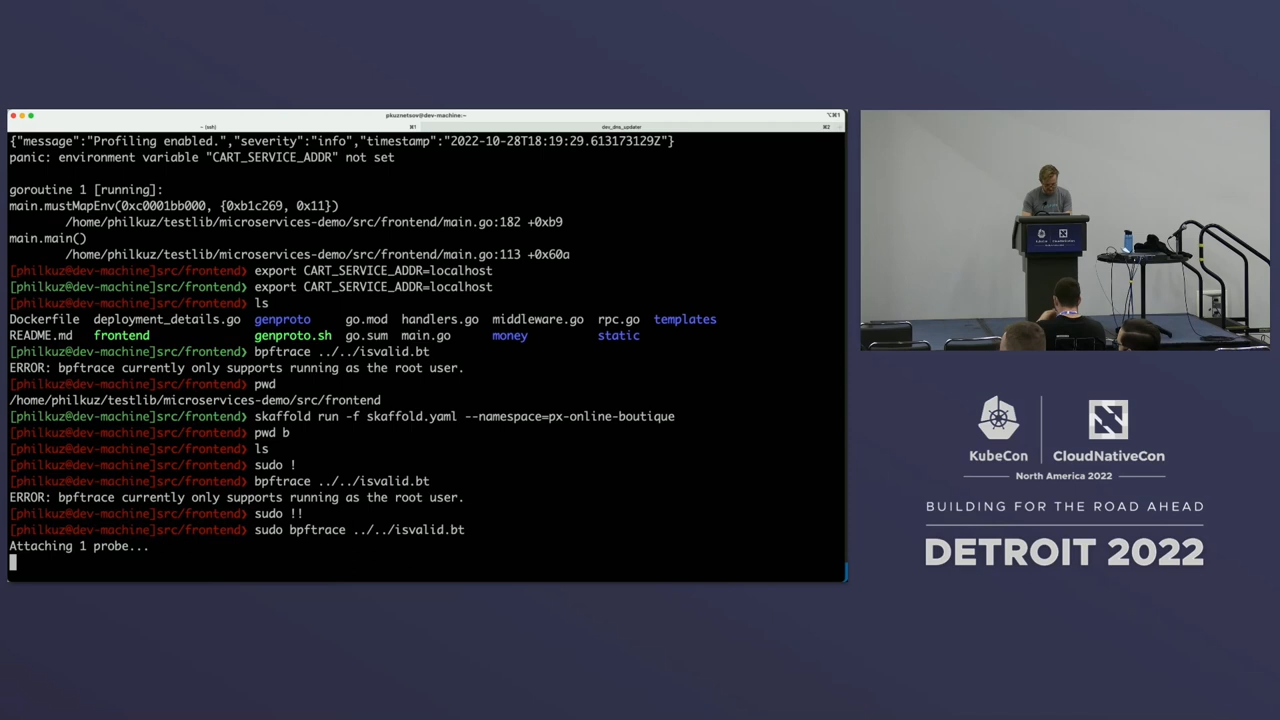 pkuznetsov@dev-machine:~
⌥⌘1
~ (ssh) ⌘1 dev_dns_updater ⌘2
{"message":"Profiling enabled.","severity":"info","timestamp":"2022-10-28T18:19:29.613173129Z"}
panic: environment variable "CART_SERVICE_ADDR" not set
goroutine 1 [running]:
main.mustMapEnv(0xc0001bb000, {0xb1c269, 0x11})
/home/philkuz/testlib/microservices-demo/src/frontend/main.go:182 +0xb9
main.main()
/home/philkuz/testlib/microservices-demo/src/frontend/main.go:113 +0x60a
[philkuz@dev-machine]src/frontend❯ export CART_SERVICE_ADDR=localhost
[philkuz@dev-machine]src/frontend❯ export CART_SERVICE_ADDR=localhost
[philkuz@dev-machine]src/frontend❯ ls
Dockerfile deployment_details.go genproto go.mod handlers.go middleware.go rpc.go templates
README.md frontend genproto.sh go.sum main.go money static
[philkuz@dev-machine]src/frontend❯ bpftrace ../../isvalid.bt
ERROR: bpftrace currently only supports running as the root user.
[philkuz@dev-machine]src/frontend❯ pwd
/home/philkuz/testlib/microservices-demo/src/frontend
[philkuz@dev-machine]src/frontend❯ skaffold run -f skaffold.yaml --namespace=px-online-boutique
[philkuz@dev-machine]src/frontend❯ pwd b
[philkuz@dev-machine]src/frontend❯ ls
[philkuz@dev-machine]src/frontend❯ sudo !
[philkuz@dev-machine]src/frontend❯ bpftrace ../../isvalid.bt
ERROR: bpftrace currently only supports running as the root user.
[philkuz@dev-machine]src/frontend❯ sudo !!
[philkuz@dev-machine]src/frontend❯ sudo bpftrace ../../isvalid.bt
Attaching 1 probe...
KubeCon CloudNativeCon
North America 2022
BUILDING FOR THE ROAD AHEAD
DETROIT 2022